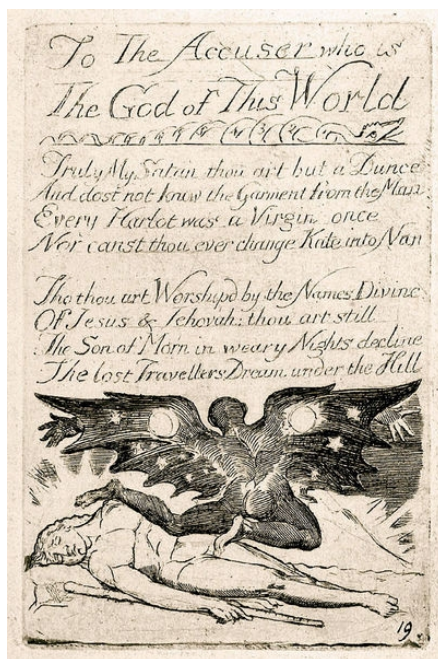 To The Accuser who is
The God of This World
Truly My Satan thou art but a Dunce
And dost not know the Garment from the Man
Every Harlot was a Virgin once
Nor canst thou ever change Kate into Nan
Tho thou art Worshipd by the Names Divine
Of Jesus & Jehovah: thou art still
The Son of Morn in weary Nights decline
The lost Travellers Dream under the Hill
19